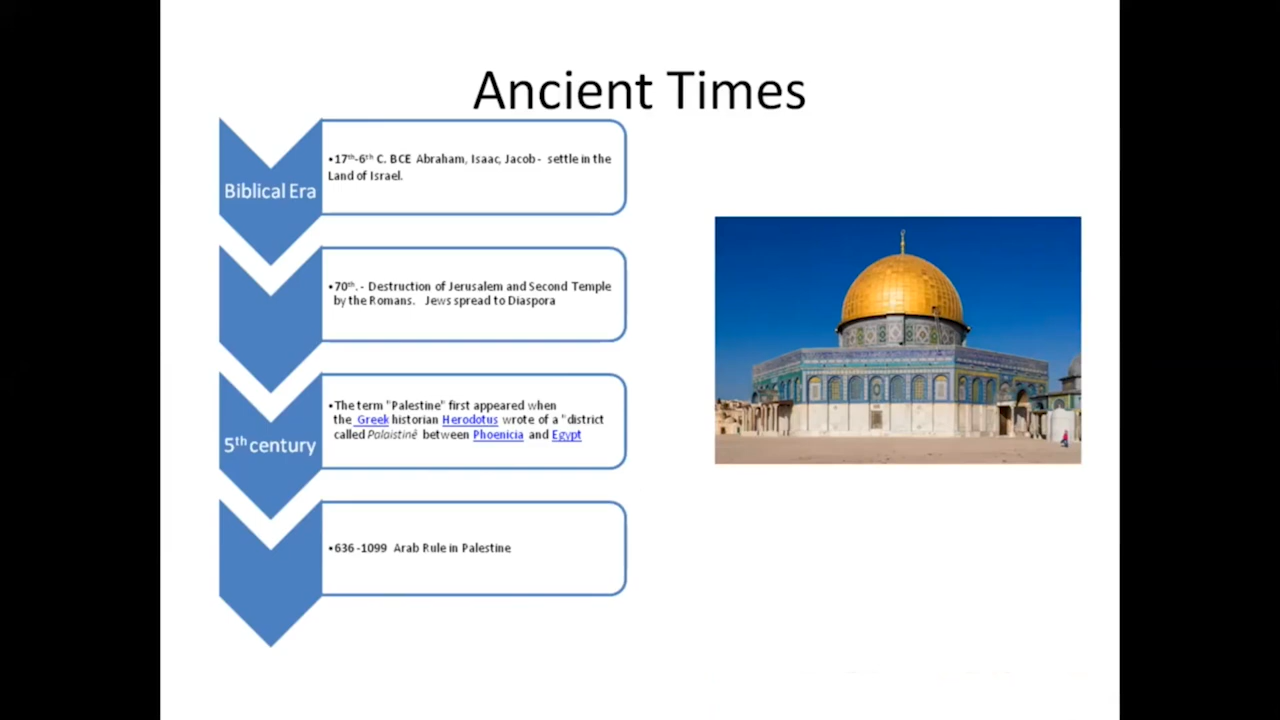 Ancient Times
Biblical Era
•17th-6th C. BCE Abraham, Isaac, Jacob - settle in the
Land of Israel.
•70th. - Destruction of Jerusalem and Second Temple
by the Romans. Jews spread to Diaspora
5th century
•The term "Palestine" first appeared when
the Greek historian Herodotus wrote of a "district
called Palaistinê between Phoenicia and Egypt
•636 -1099 Arab Rule in Palestine